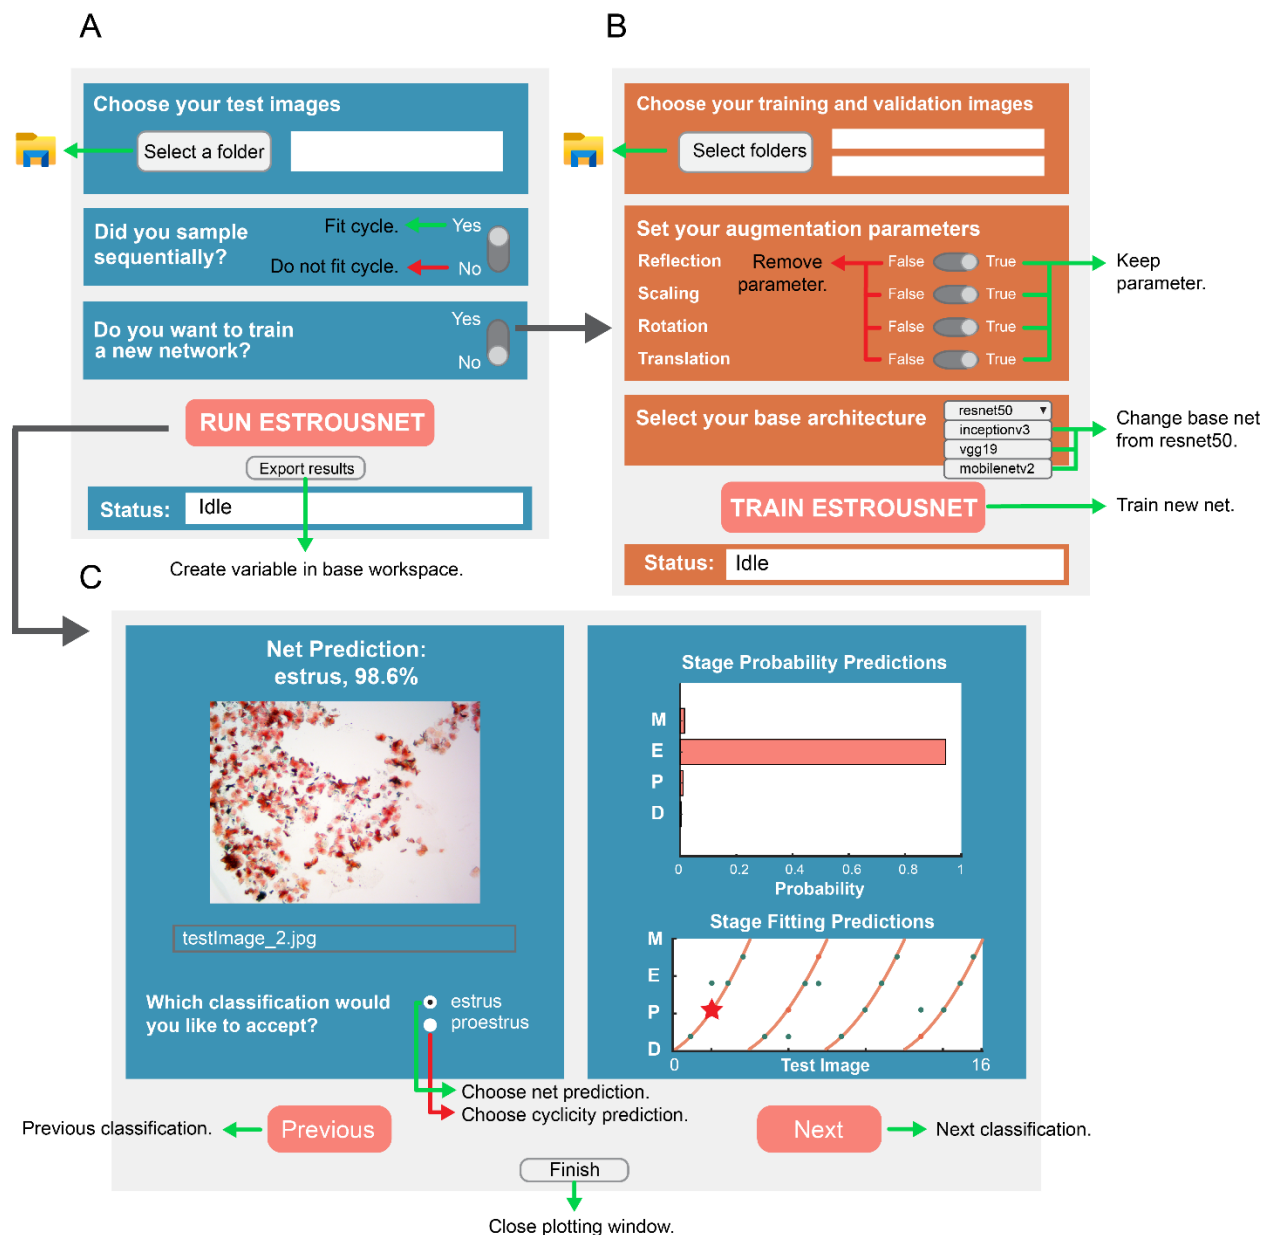 A
Choose your test images
Select a folder
Did you sample
sequentially?
Fit cycle.
Yes
Do not fit cycle.
No
Do you want to train
a new network?
Yes
No
RUN ESTROUSNET
Export results
Status:
Idle
Create variable in base workspace.
B
Choose your training and validation images
Select folders
Set your augmentation parameters
Reflection
Remove
parameter.
False
True
Keep
parameter.
Scaling
False
True
Rotation
False
True
Translation
False
True
Select your base architecture
resnet50
inceptionv3
vgg19
mobilenetv2
Change base net
from resnet50.
TRAIN ESTROUSNET
Train new net.
Status:
Idle
C
Net Prediction:
estrus, 98.6%
testImage_2.jpg
Which classification would
you like to accept?
estrus
proestrus
Choose net prediction.
Choose cyclicity prediction.
Stage Probability Predictions
M
E
P
D
0 0.2 0.4 0.6 0.8 1
Probability
Stage Fitting Predictions
M
E
P
D
0 Test Image 16
Previous classification.
Previous
Next
Next classification.
Finish
Close plotting window.